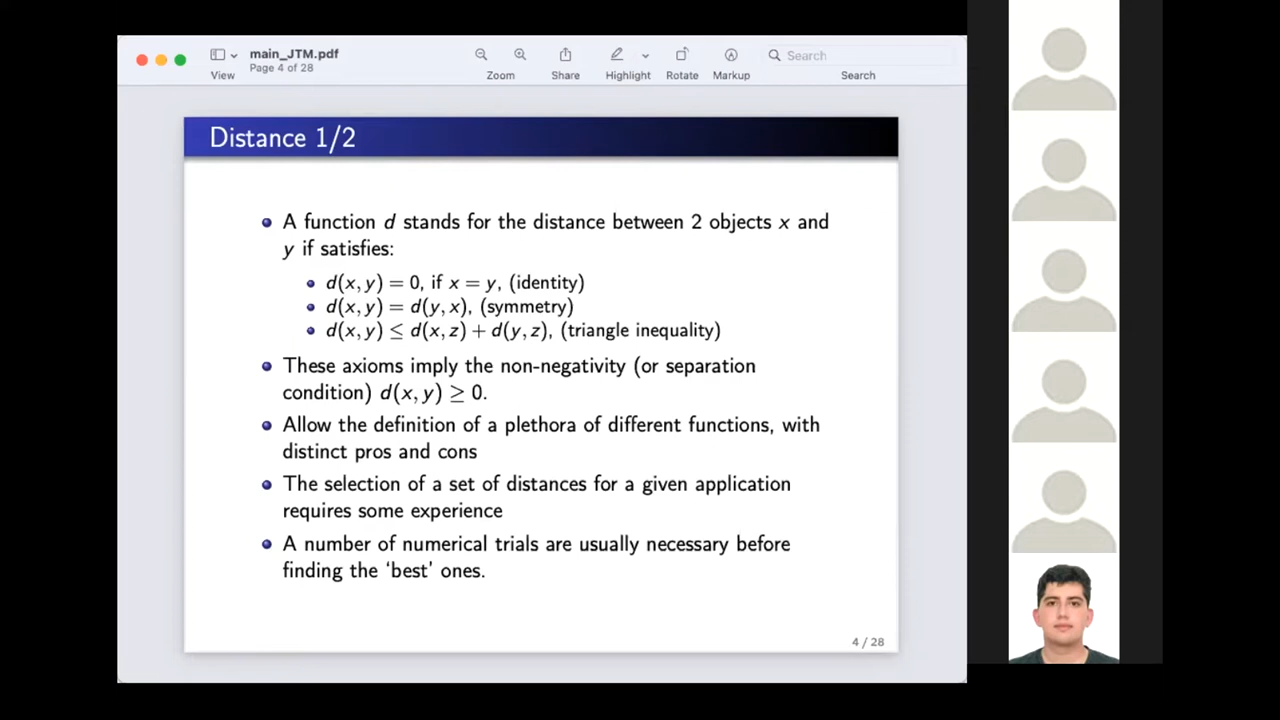 main_JTM.pdf
Page 4 of 28
View
Zoom
Share
Highlight
Rotate
Markup
Search
Search
Distance 1/2
A function d stands for the distance between 2 objects x and
y if satisfies:
d(x, y) = 0, if x = y, (identity)
d(x, y) = d(y, x), (symmetry)
d(x, y) ≤ d(x, z) + d(y, z), (triangle inequality)
These axioms imply the non-negativity (or separation
condition) d(x, y) ≥ 0.
Allow the definition of a plethora of different functions, with
distinct pros and cons
The selection of a set of distances for a given application
requires some experience
A number of numerical trials are usually necessary before
finding the ‘best’ ones.
4 / 28